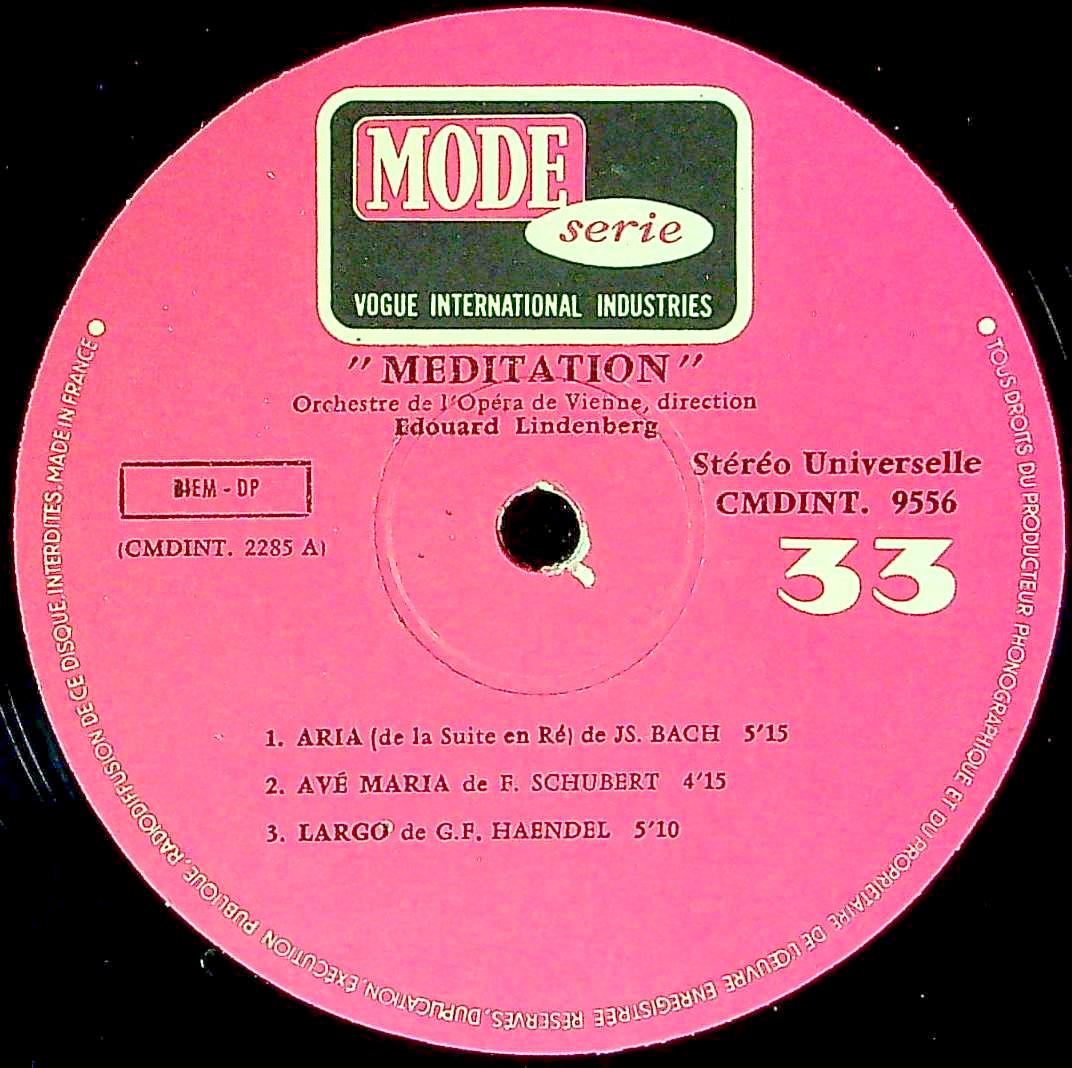 MODE
serie
VOGUE INTERNATIONAL INDUSTRIES
"MEDITATION"
Orchestre de l'Opéra de Vienne, direction
Edouard Lindenberg
Stéréo Universelle
BIEM - DP
CMDINT. 9556
(CMDINT. 2285 A)
33
1. ARIA (de la Suite en Ré) de JS. BACH 5'15
2. AVÉ MARIA de F. SCHUBERT 4'15
3. LARGO de G.F. HAENDEL 5'10
TOUS DROITS DU PRODUCTEUR PHONOGRAPHIQUE ET DU PROPRIÉTAIRE DE L'ŒUVRE ENREGISTRÉE RÉSERVÉS, DUPLICATION, EXÉCUTION PUBLIQUE, RADIODIFFUSION DE CE DISQUE, INTERDITES. MADE IN FRANCE